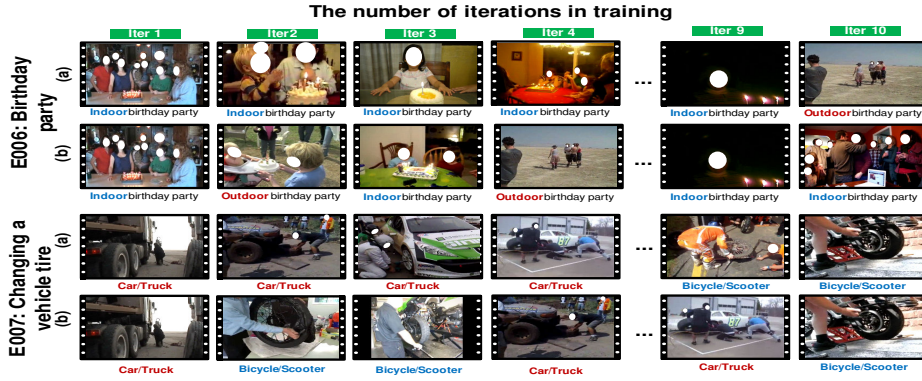 The number of iterations in training
Iter 1 Iter2 Iter 3 Iter 4 Iter 9 Iter 10
E006: Birthday party
(a)
...
Indoor birthday party Indoor birthday party Indoor birthday party Indoor birthday party Indoor birthday party Outdoor birthday party
(b)
...
Indoor birthday party Outdoor birthday party Indoor birthday party Outdoor birthday party Indoor birthday party Indoor birthday party
E007: Changing a vehicle tire
(a)
87
...
Car/Truck Car/Truck Car/Truck Car/Truck Bicycle/Scooter Bicycle/Scooter
(b)
...
87
Car/Truck Bicycle/Scooter Bicycle/Scooter Car/Truck Car/Truck Bicycle/Scooter